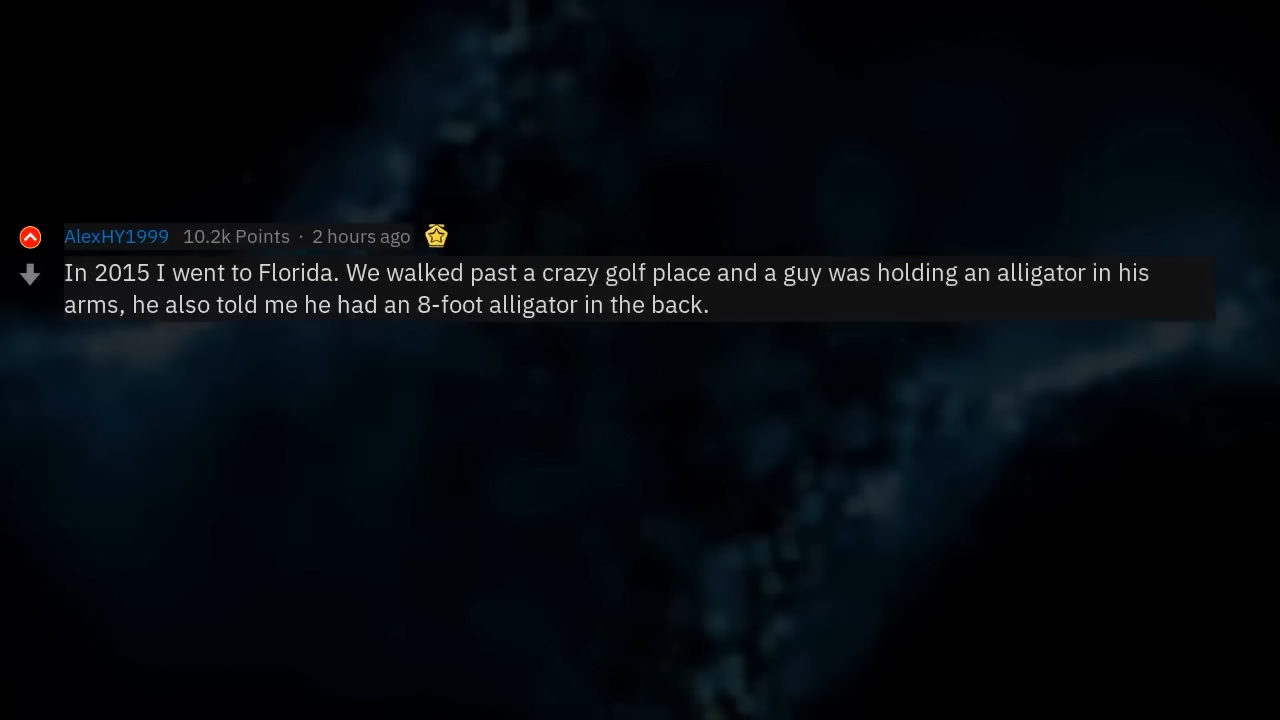 AlexHY1999 10.2k Points · 2 hours ago
In 2015 I went to Florida. We walked past a crazy golf place and a guy was holding an alligator in his
arms, he also told me he had an 8-foot alligator in the back.